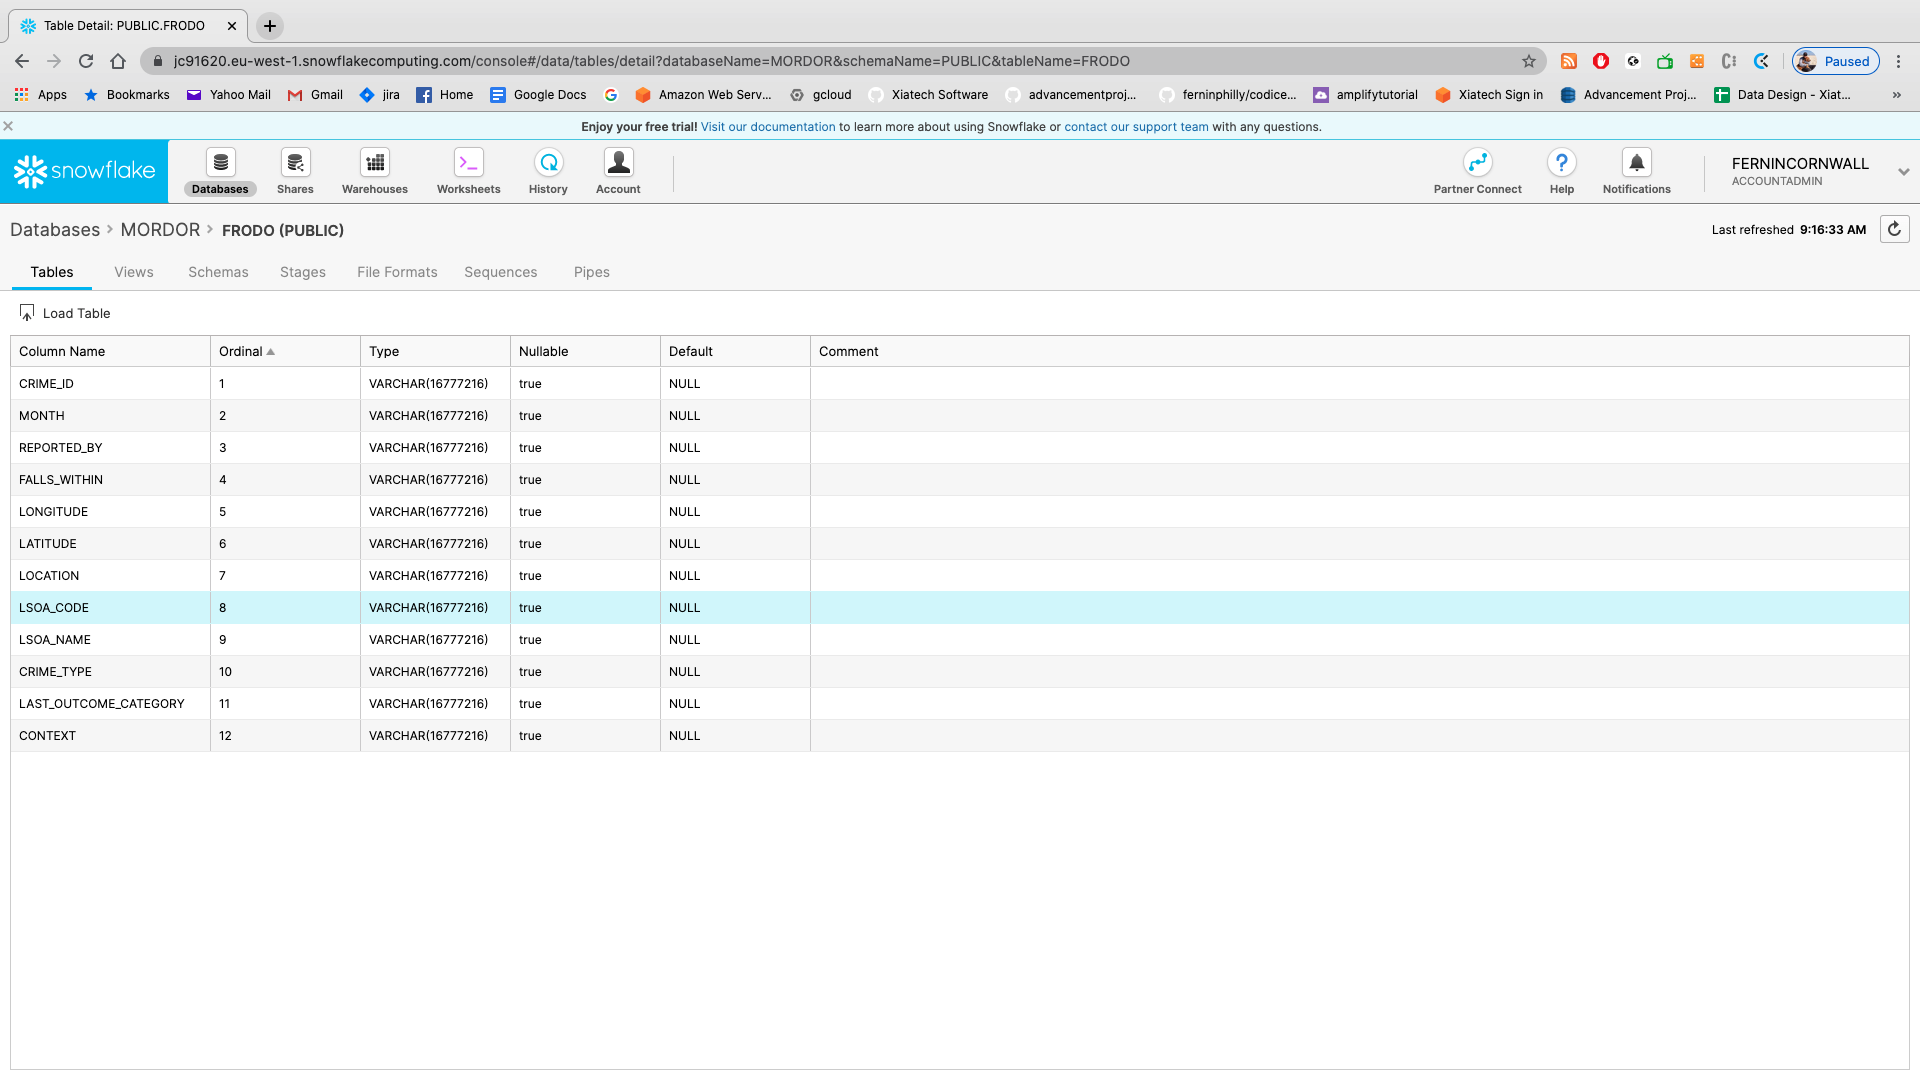 Table Detail: PUBLIC.FRODO
jc91620.eu-west-1.snowflakecomputing.com/console#/data/tables/detail?databaseName=MORDOR&schemaName=PUBLIC&tableName=FRODO
Paused
Apps Bookmarks Yahoo Mail Gmail jira Home Google Docs Amazon Web Serv... gcloud Xiatech Software advancementproj... ferninphilly/codice... amplifytutorial Xiatech Sign in Advancement Proj... Data Design - Xiat... »
Enjoy your free trial! Visit our documentation to learn more about using Snowflake or contact our support team with any questions.
snowflake
Databases Shares Warehouses Worksheets History Account Partner Connect Help Notifications
FERNINCORNWALL
ACCOUNTADMIN
Databases > MORDOR > FRODO (PUBLIC)
Last refreshed 9:16:33 AM
Tables Views Schemas Stages File Formats Sequences Pipes
Load Table
Column Name Ordinal Type Nullable Default Comment
CRIME_ID 1 VARCHAR(16777216) true NULL
MONTH 2 VARCHAR(16777216) true NULL
REPORTED_BY 3 VARCHAR(16777216) true NULL
FALLS_WITHIN 4 VARCHAR(16777216) true NULL
LONGITUDE 5 VARCHAR(16777216) true NULL
LATITUDE 6 VARCHAR(16777216) true NULL
LOCATION 7 VARCHAR(16777216) true NULL
LSOA_CODE 8 VARCHAR(16777216) true NULL
LSOA_NAME 9 VARCHAR(16777216) true NULL
CRIME_TYPE 10 VARCHAR(16777216) true NULL
LAST_OUTCOME_CATEGORY 11 VARCHAR(16777216) true NULL
CONTEXT 12 VARCHAR(16777216) true NULL